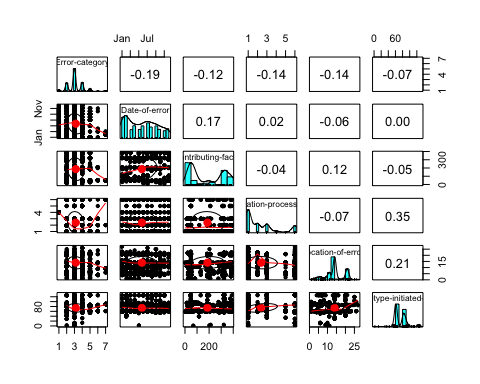 Jan Jul
1 3 5
0 60
Error-category
-0.19
-0.12
-0.14
-0.14
-0.07
1 4 7
Jan Nov
Date-of-error
0.17
0.02
-0.06
0.00
ntributing-fac
-0.04
0.12
-0.05
0 300
1 4
ation-process
-0.07
0.35
cation-of-erro
0.21
0 15
0 80
type-initiated-
1 3 5 7
0 200
0 10 25